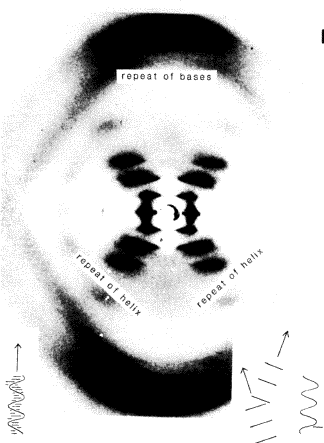 repeat of bases
repeat of helix
repeat of helix